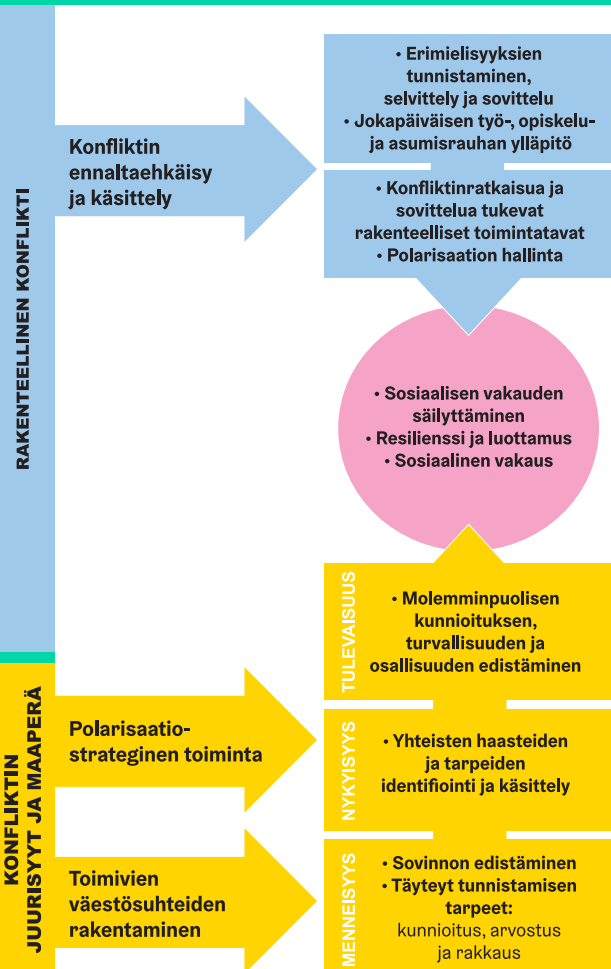 RAKENTEELLINEN KONFLIKTI
Konfliktin
ennaltaehkäisy
ja käsittely
• Erimielisyyksien
tunnistaminen,
selvittely ja sovittelu
• Jokapäiväisen työ-, opiskelu-
ja asumisrauhan ylläpitö
• Konfliktinratkaisua ja
sovittelua tukevat
rakenteelliset toimintatavat
• Polarisaation hallinta
• Sosiaalisen vakauden
säilyttäminen
• Resilienssi ja luottamus
• Sosiaalinen vakaus
KONFLIKTIN
JUURISYYT JA MAAPERÄ
TULEVAISUUS
• Molemminpuolisen
kunnioituksen,
turvallisuuden ja
osallisuuden edistäminen
Polarisaatio-
strateginen toiminta
NYKYISYYS
• Yhteisten haasteiden
ja tarpeiden
identifiointi ja käsittely
Toimivien
väestösuhteiden
rakentaminen
MENNEISYYS
• Sovinnon edistäminen
• Täyteyt tunnistamisen
tarpeet:
kunnioitus, arvostus
ja rakkaus